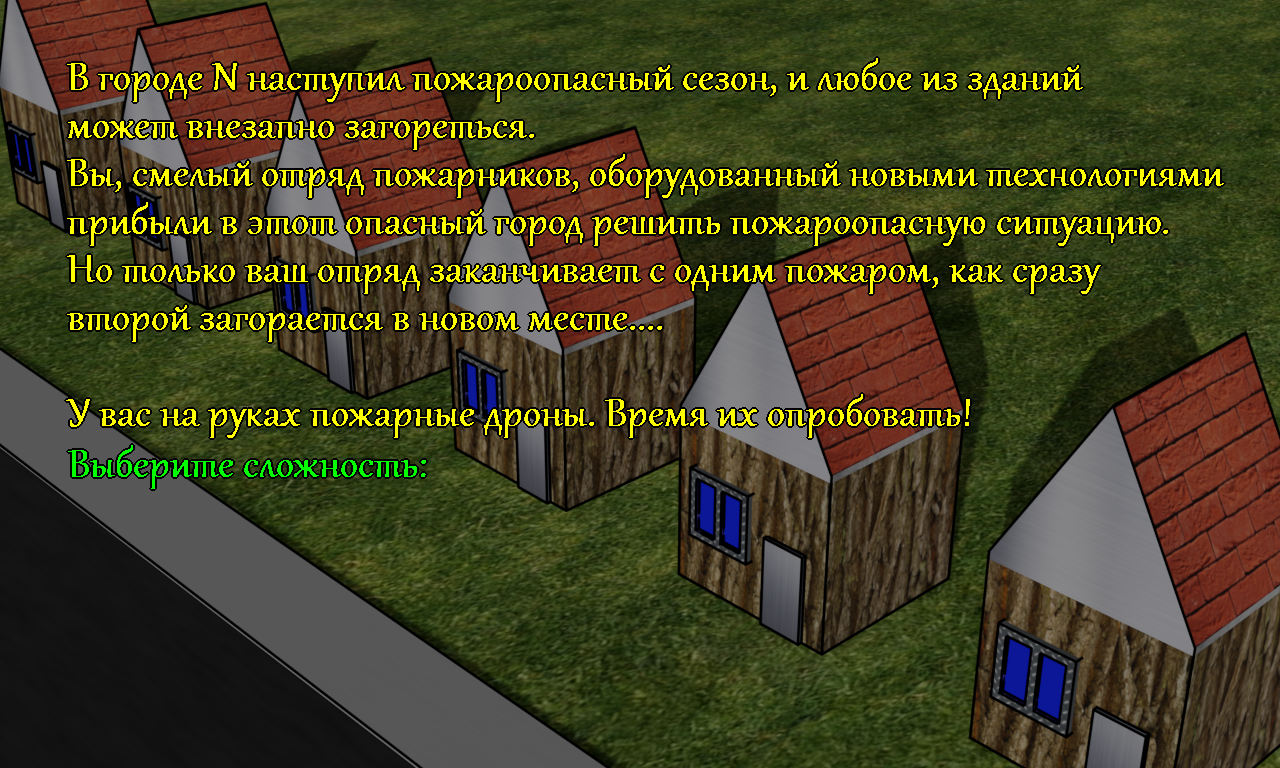 В городе N наступил пожароопасный сезон, и любое из зданий
может внезапно загореться.
Вы, смелый отряд пожарников, оборудованный новыми технологиями
прибыли в этот опасный город решить пожароопасную ситуацию.
Но только ваш отряд заканчивает с одним пожаром, как сразу
второй загорается в новом месте....
У вас на руках пожарные дроны. Время их опробовать!
Выберите сложность: